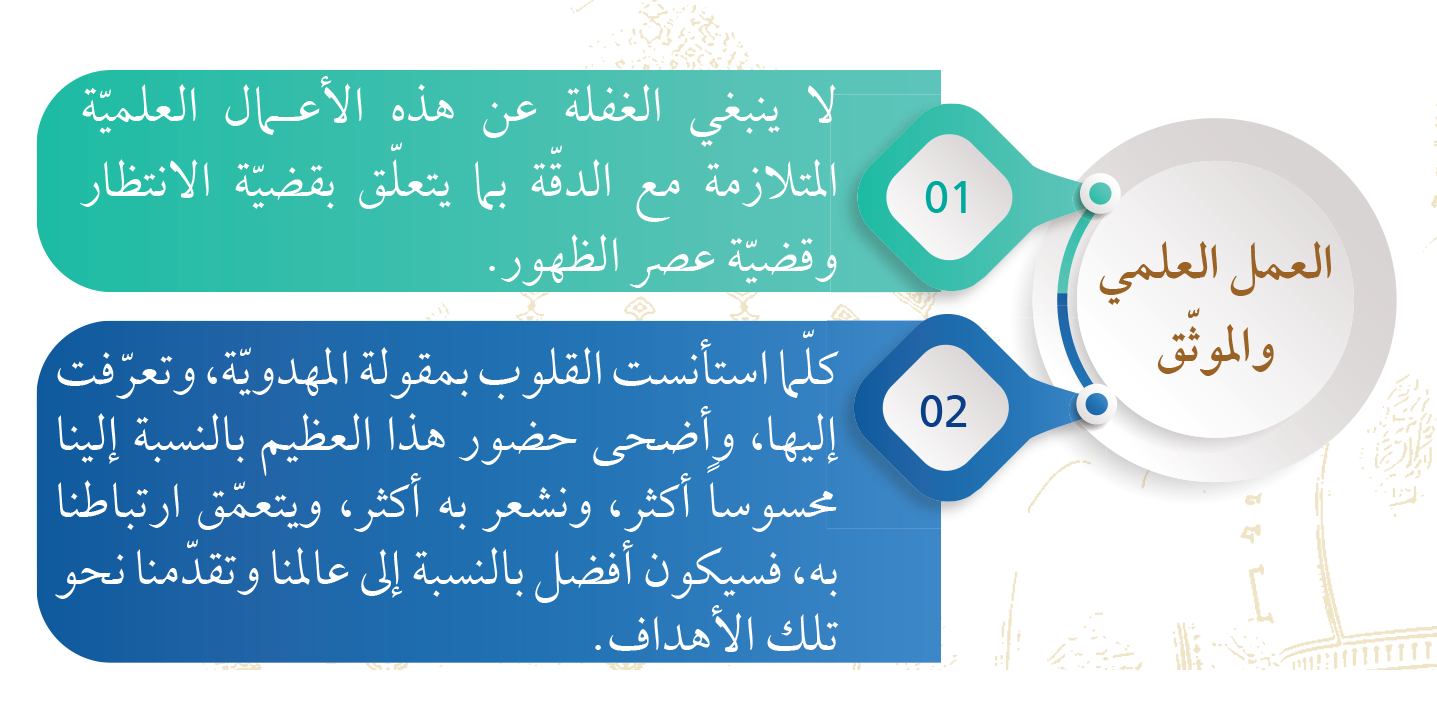 العمل العلمي
والموثّق
01
لا ينبغي الغفلة عن هذه الأعـمال العلميّة
المتلازمة مع الدقّة بما يتعلّق بقضيّة الانتظار
وقضيّة عصر الظهور.
02
كلّما استأنست القلوب بمقولة المهدويّة، وتعرّفت
إليها، وأضحى حضور هذا العظيم بالنسبة إلينا
محسوساً أكثر، ونشعر به أكثر، ويتعمّق ارتباطنا
به، فسيكون أفضل بالنسبة إلى عالمنا وتقدّمنا نحو
تلك الأهداف.